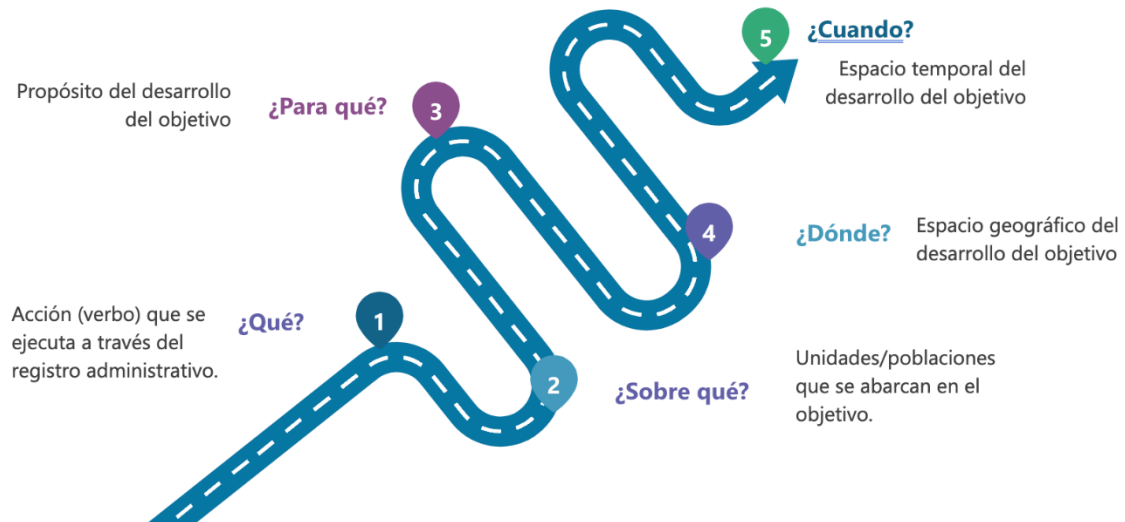 5
¿Cuando?
Espacio temporal del
desarrollo del objetivo
Propósito del desarrollo
del objetivo
¿Para qué?
3
4
¿Dónde?
Espacio geográfico del
desarrollo del objetivo
Acción (verbo) que se
ejecuta a través del
registro administrativo.
¿Qué?
1
2
¿Sobre qué?
Unidades/poblaciones
que se abarcan en el
objetivo.